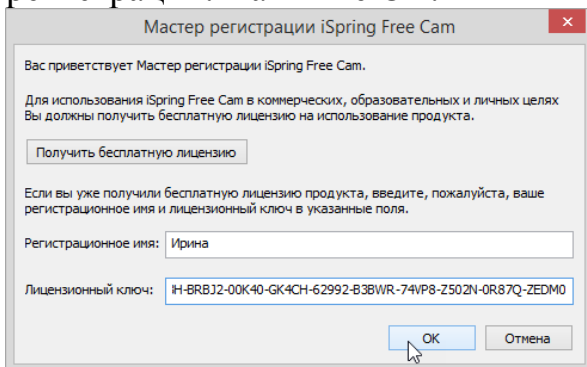 Мастер регистрации iSpring Free Cam
Вас приветствует Мастер регистрации iSpring Free Cam.
Для использования iSpring Free Cam в коммерческих, образовательных и личных целях
Вы должны получить бесплатную лицензию на использование продукта.
Получить бесплатную лицензию
Если вы уже получили бесплатную лицензию продукта, введите, пожалуйста, ваше
регистрационное имя и лицензионный ключ в указанные поля.
Регистрационное имя: Ирина
Лицензионный ключ: H-BRBJ2-00K40-GK4CH-62992-B3BWR-74VP8-Z502N-0R87Q-ZEDM0
OK Отмена